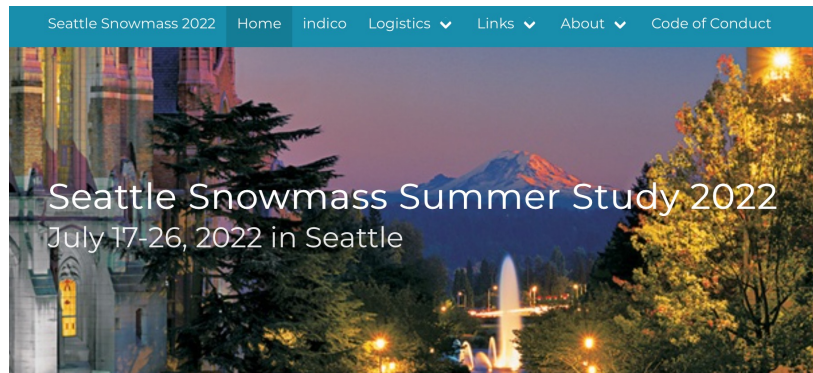 Seattle Snowmass 2022 Home indico Logistics Links About Code of Conduct
Seattle Snowmass Summer Study 2022
July 17-26, 2022 in Seattle